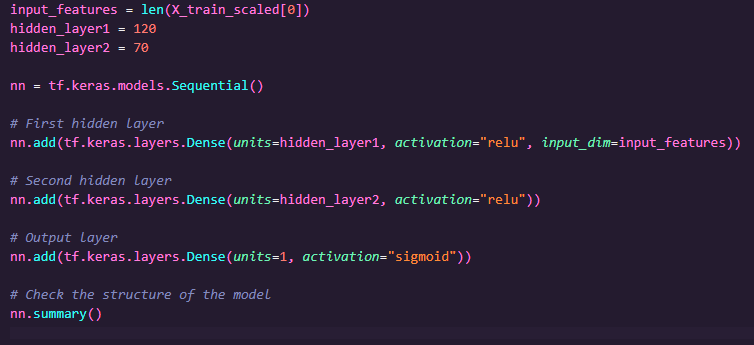 input_features = len(X_train_scaled[0])
hidden_layer1 = 120
hidden_layer2 = 70
nn = tf.keras.models.Sequential()
# First hidden layer
nn.add(tf.keras.layers.Dense(units=hidden_layer1, activation="relu", input_dim=input_features))
# Second hidden layer
nn.add(tf.keras.layers.Dense(units=hidden_layer2, activation="relu"))
# Output layer
nn.add(tf.keras.layers.Dense(units=1, activation="sigmoid"))
# Check the structure of the model
nn.summary()